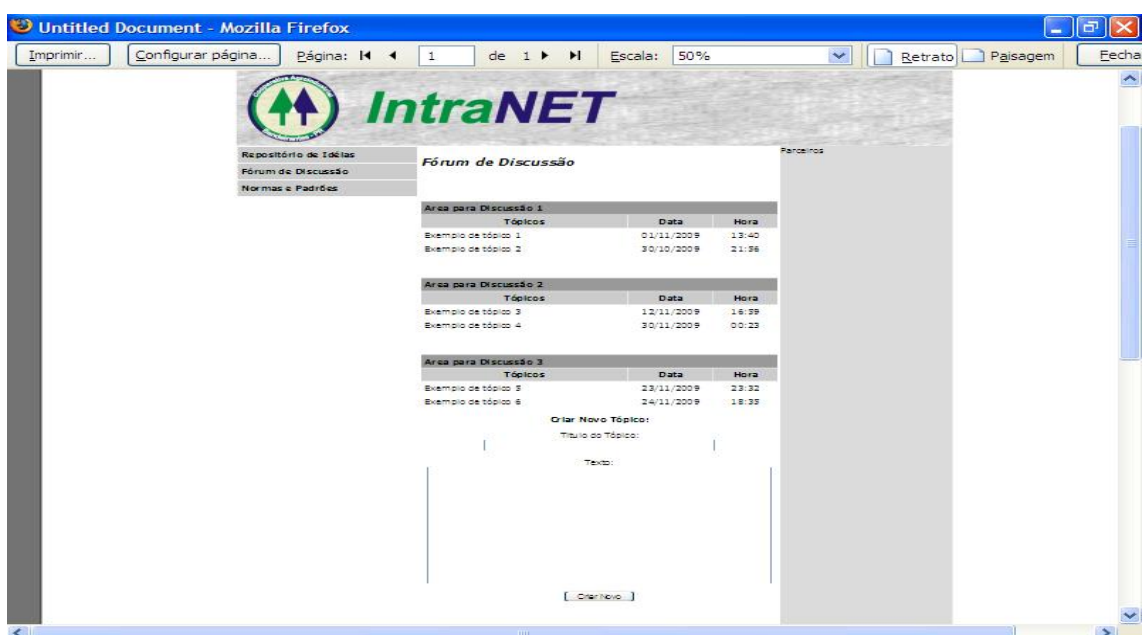 Untitled Document - Mozilla Firefox
Imprimir... Configurar página... Página: 1 de 1 Escala: 50% Retrato Paisagem Fecha
IntraNET
Repositório de Idéias
Fórum de Discussão
Normas e Padrões
Fórum de Discussão
Parceiros
Area para Discussão 1
Tópicos Data Hora
Exemplo de tópico 1 01/11/2009 13:40
Exemplo de tópico 2 30/10/2009 21:56
Area para Discussão 2
Tópicos Data Hora
Exemplo de tópico 3 12/11/2009 16:39
Exemplo de tópico 4 30/11/2009 00:23
Area para Discussão 3
Tópicos Data Hora
Exemplo de tópico 5 23/11/2009 23:32
Exemplo de tópico 6 24/11/2009 18:35
Criar Novo Tópico:
Titulo do Tópico:
Texto:
Criar Novo